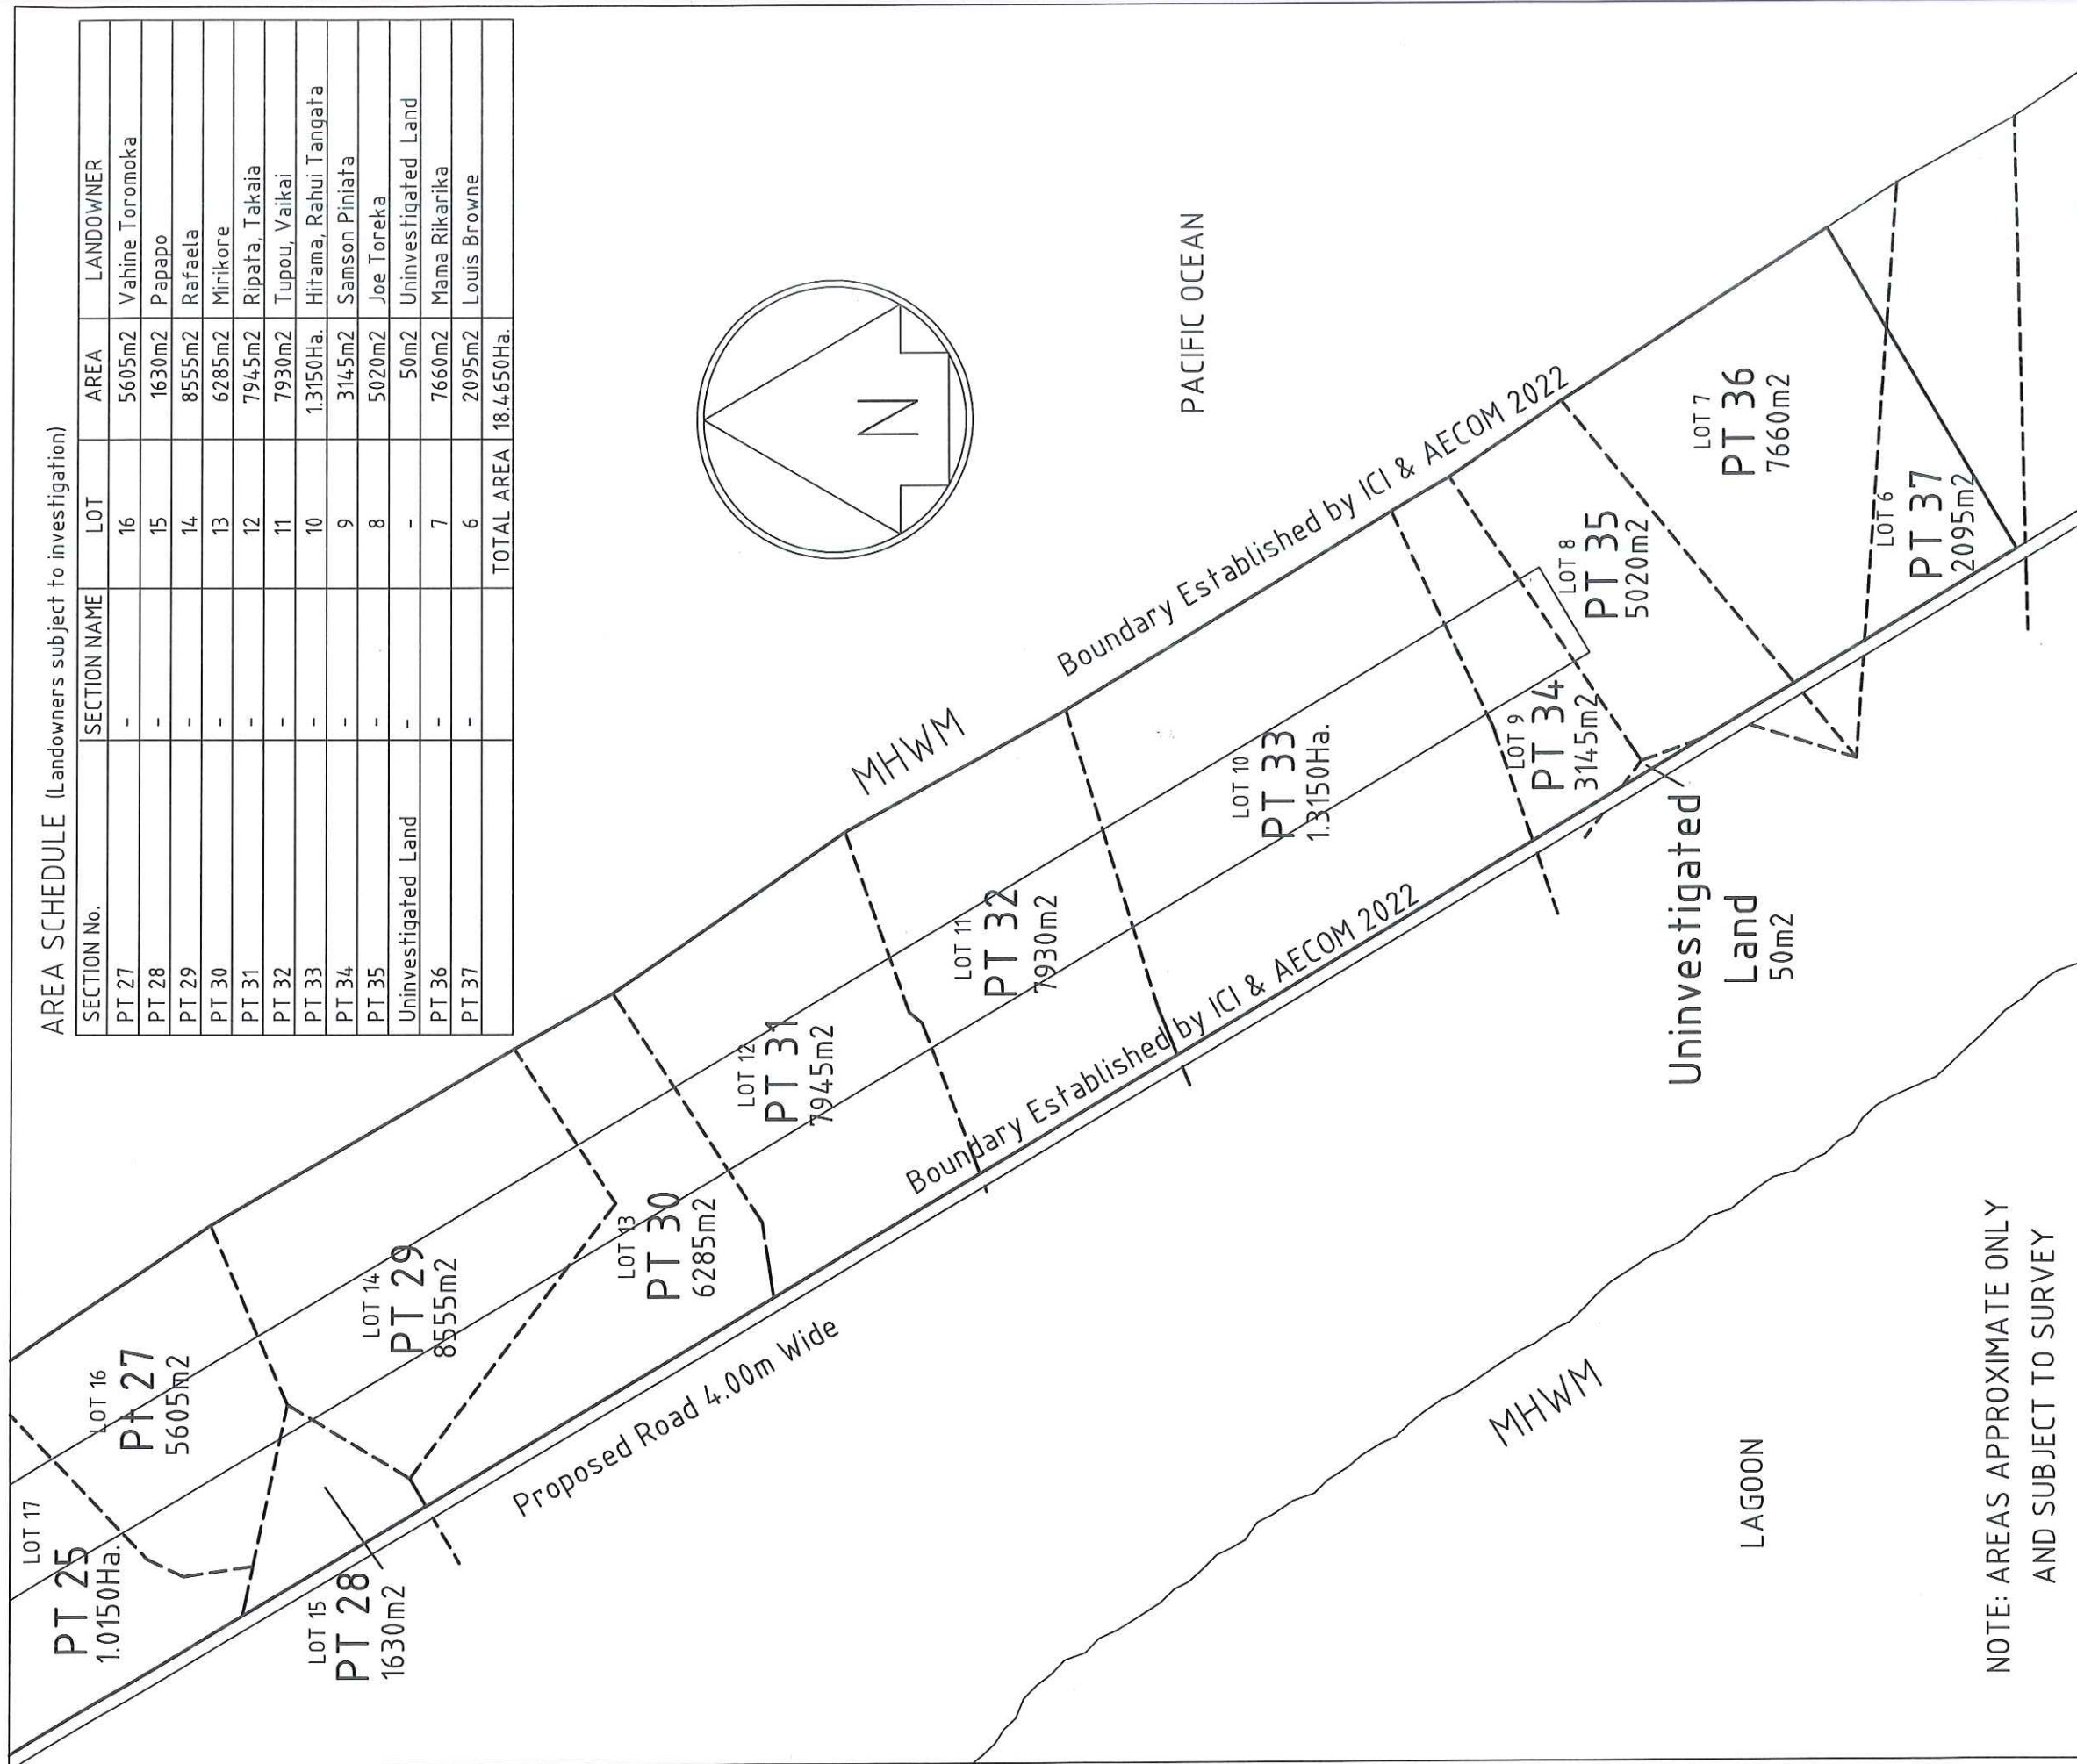 AREA SCHEDULE (Landowners subject to investigation)
SECTION No. SECTION NAME LOT AREA LANDOWNER
PT 27 - 16 5605m2 Vahine Toromoka
PT 28 - 15 1630m2 Papapo
PT 29 - 14 8555m2 Rafaela
PT 30 - 13 6285m2 Mirikore
PT 31 - 12 7945m2 Ripata, Takaia
PT 32 - 11 7930m2 Tupou, Vaikai
PT 33 - 10 1.3150Ha. Hitama, Rahui Tangata
PT 34 - 9 3145m2 Samson Piniata
PT 35 - 8 5020m2 Joe Toreka
Uninvestigated Land - - 50m2 Uninvestigated Land
PT 36 - 7 7660m2 Mama Rikarika
PT 37 - 6 2095m2 Louis Browne
TOTAL AREA 18.4650Ha.
LOT 17
PT 25
1.0150Ha.
LOT 16
PT 27
5605m2
LOT 15
PT 28
1630m2
LOT 14
PT 29
8555m2
LOT 13
PT 30
6285m2
LOT 12
PT 31
7945m2
LOT 11
PT 32
7930m2
LOT 10
PT 33
1.3150Ha.
LOT 9
PT 34
3145m2
LOT 8
PT 35
5020m2
LOT 7
PT 36
7660m2
LOT 6
PT 37
2095m2
N
MHWM
PACIFIC OCEAN
Boundary Established by ICI & AECOM 2022
Boundary Established by ICI & AECOM 2022
Proposed Road 4.00m Wide
Uninvestigated
Land
50m2
MHWM
LAGOON
NOTE: AREAS APPROXIMATE ONLY
AND SUBJECT TO SURVEY